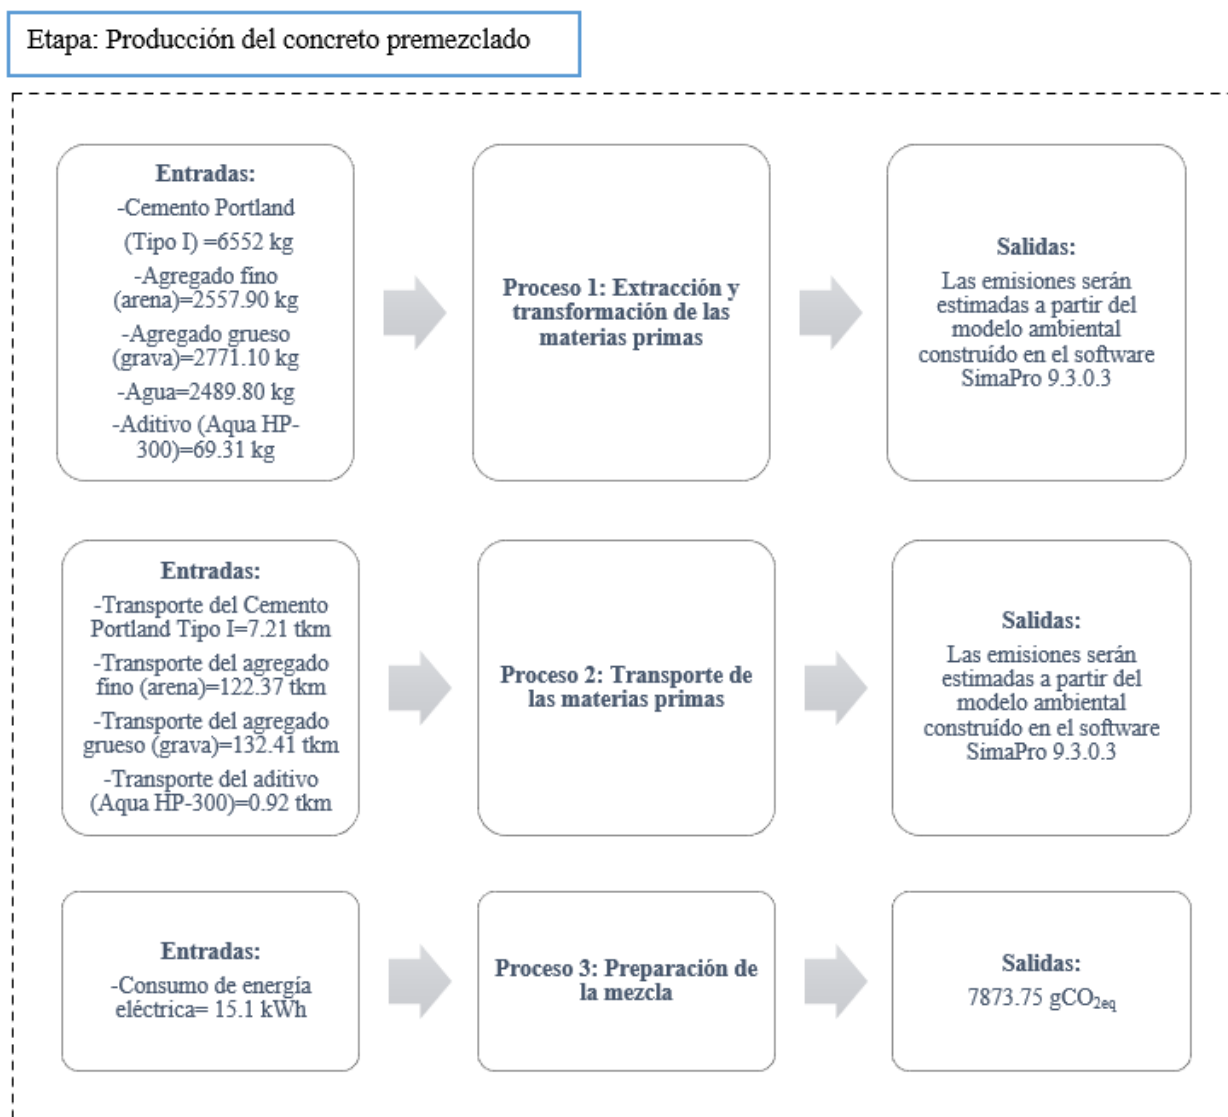 Etapa: Producción del concreto premezclado
Entradas:
-Cemento Portland
(Tipo I) =6552 kg
-Agregado fino
(arena)=2557.90 kg
-Agregado grueso
(grava)=2771.10 kg
-Agua=2489.80 kg
-Aditivo (Aqua HP-
300)=69.31 kg
Proceso 1: Extracción y
transformación de las
materias primas
Salidas:
Las emisiones serán
estimadas a partir del
modelo ambiental
construído en el software
SimaPro 9.3.0.3
Entradas:
-Transporte del Cemento
Portland Tipo I=7.21 tkm
-Transporte del agregado
fino (arena)=122.37 tkm
-Transporte del agregado
grueso (grava)=132.41 tkm
-Transporte del aditivo
(Aqua HP-300)=0.92 tkm
Proceso 2: Transporte de
las materias primas
Salidas:
Las emisiones serán
estimadas a partir del
modelo ambiental
construído en el software
SimaPro 9.3.0.3
Entradas:
-Consumo de energía
eléctrica= 15.1 kWh
Proceso 3: Preparación de
la mezcla
Salidas:
7873.75 gCO₂eq